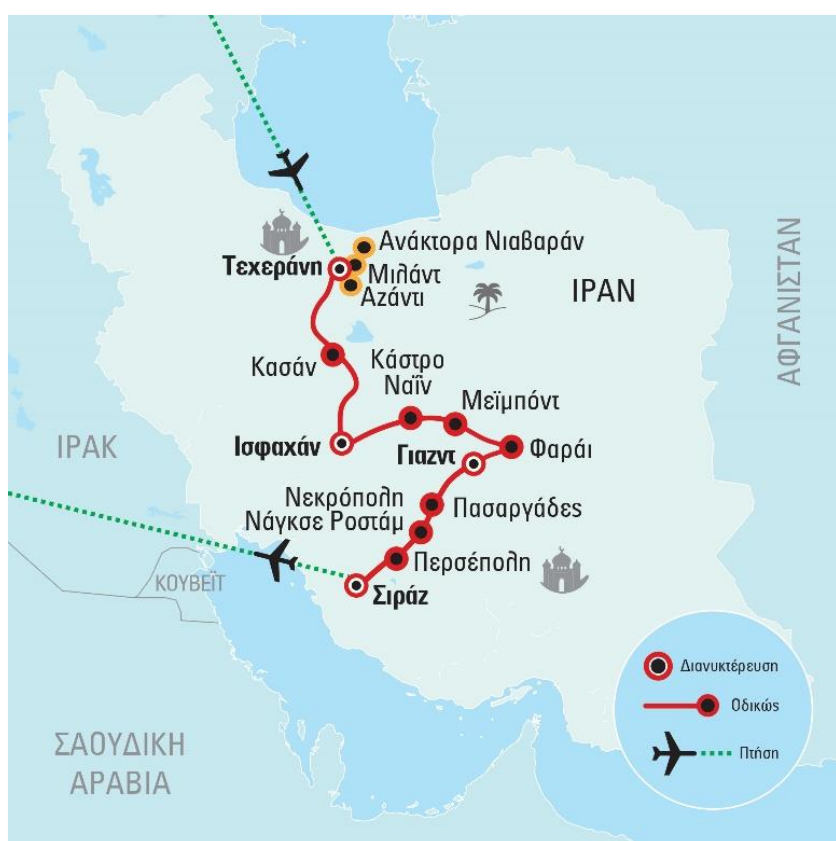 Ανάκτορα Νιαβαράν
Τεχεράνη
Μιλάντ
Αζάντι
ΙΡΑΝ
ΑΦΓΑΝΙΣΤΑΝ
Κασάν
Κάστρο
Ναΐν
Μεϊμπόντ
ΙΡΑΚ
Ισφαχάν
Γιαζντ
Φαράι
Νεκρόπολη
Νάγκσε Ροστάμ
Πασαργάδες
Περσέπολη
ΚΟΥΒΕΪΤ
Σιράζ
ΣΑΟΥΔΙΚΗ
ΑΡΑΒΙΑ
Διανυκτέρευση
Οδικώς
Πτήση